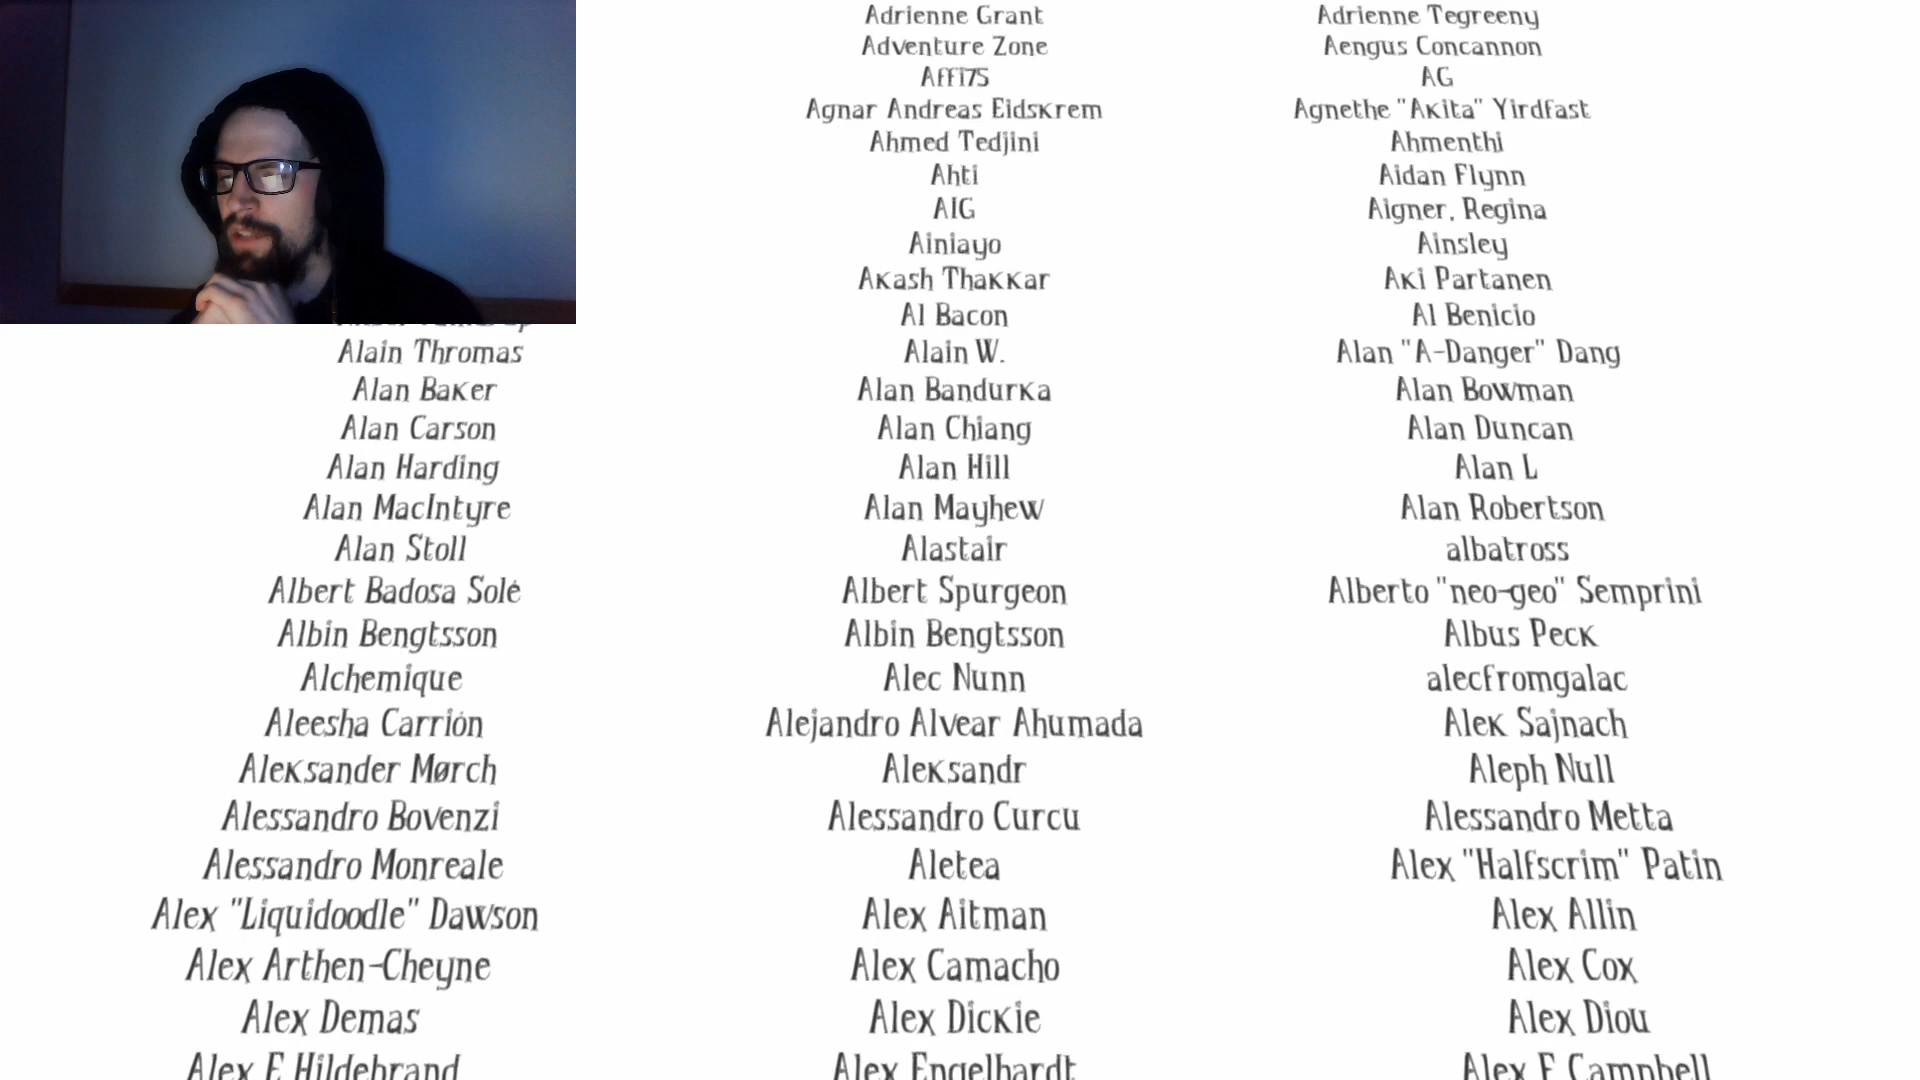 Adrienne Grant Adrienne Tegreeny
Adventure Zone Aengus Concannon
Affi75 AG
Agnar Andreas Eidskrem Agnethe "Akita" Yirdfast
Ahmed Tedjini Ahmenthi
Ahti Aidan Flynn
AIG Aigner, Regina
Ainiayo Ainsley
Akash Thakkar Aki Partanen
Al Bacon Al Benicio
Alain Thromas Alain W. Alan "A-Danger" Dang
Alan Baker Alan Bandurka Alan Bowman
Alan Carson Alan Chiang Alan Duncan
Alan Harding Alan Hill Alan L
Alan MacIntyre Alan Mayhew Alan Robertson
Alan Stoll Alastair albatross
Albert Badosa Solé Albert Spurgeon Alberto "neo-geo" Semprini
Albin Bengtsson Albin Bengtsson Albus Peck
Alchemique Alec Nunn alecfromgalac
Aleesha Carrión Alejandro Alvear Ahumada Alek Sajnach
Aleksander Mørch Aleksandr Aleph Null
Alessandro Bovenzi Alessandro Curcu Alessandro Metta
Alessandro Monreale Aletea Alex "Halfscrim" Patin
Alex "Liquidoodle" Dawson Alex Aitman Alex Allin
Alex Arthen-Cheyne Alex Camacho Alex Cox
Alex Demas Alex Dickie Alex Diou
Alex E Hildebrand Alex Engelhardt Alex F Campbell